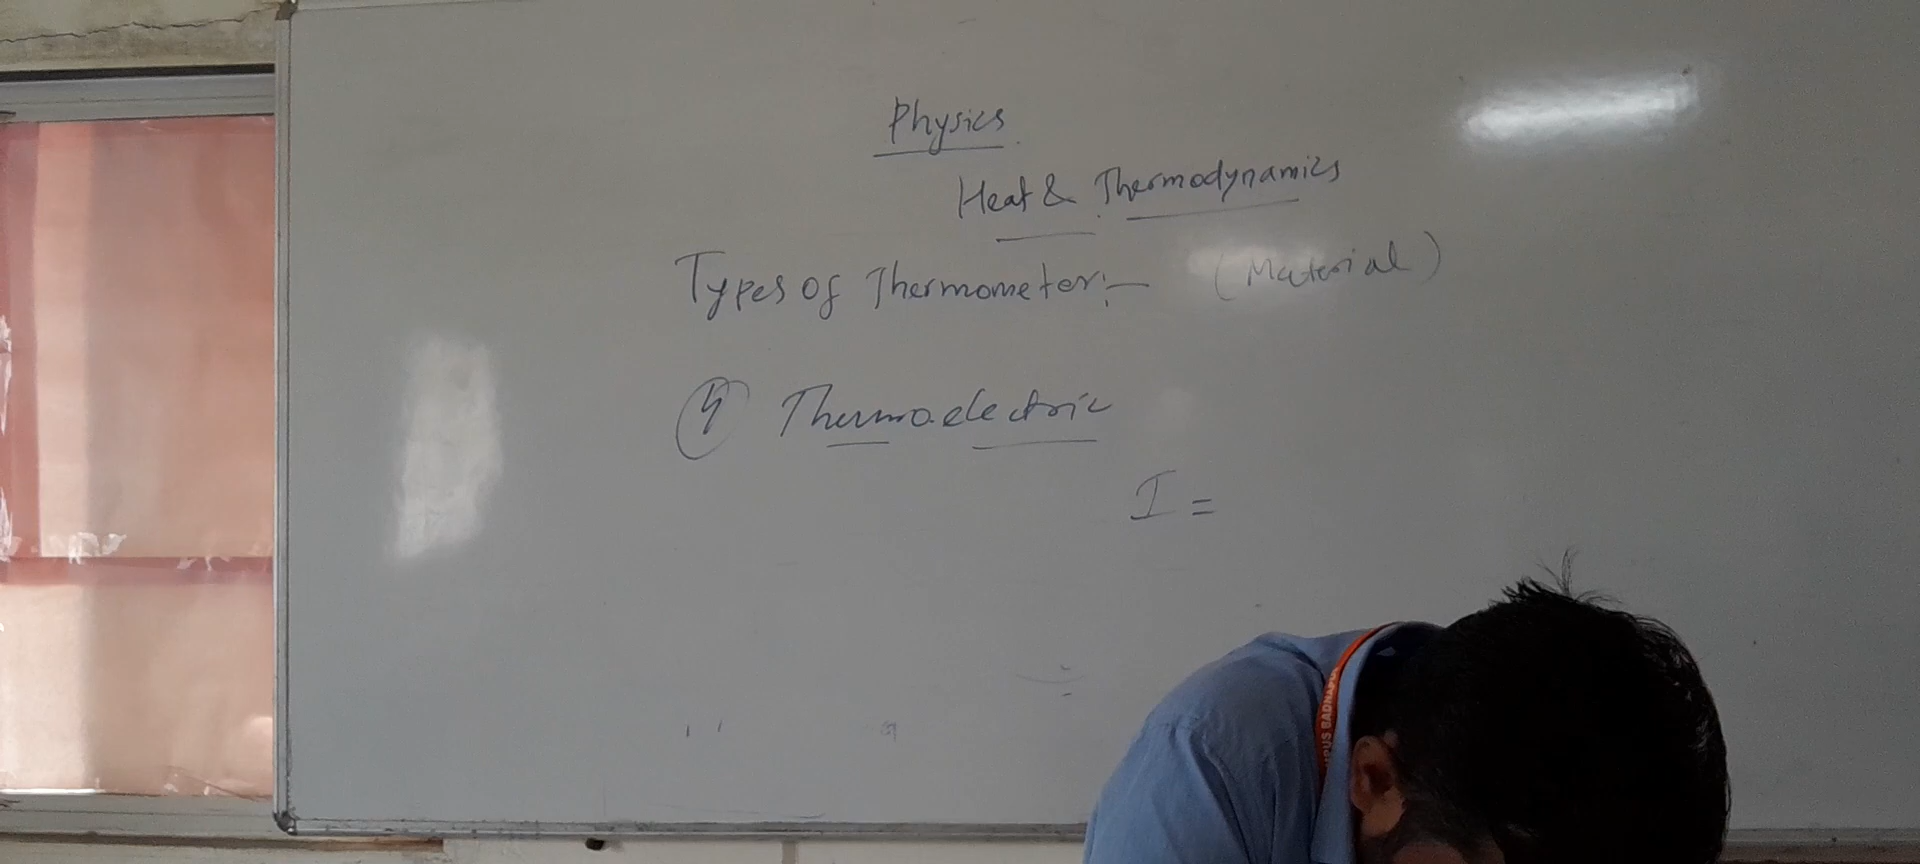 Physics
Heat & Thermodynamics
Types of Thermometer:- (Material)
④ Thermoelectric
I =